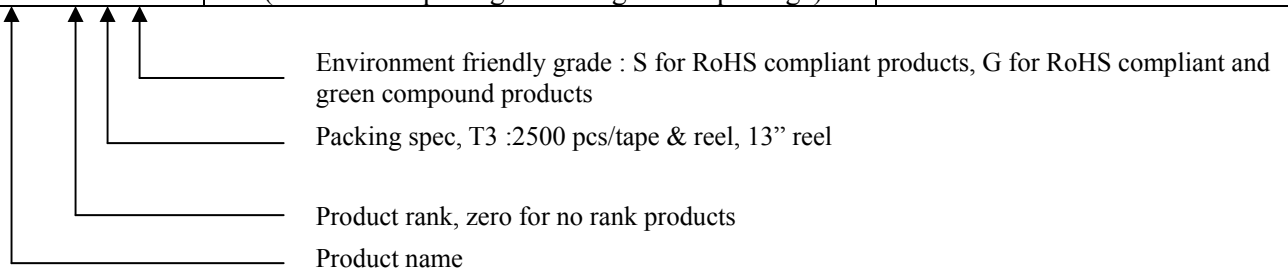 Environment friendly grade : S for RoHS compliant products, G for RoHS compliant and
green compound products
Packing spec, T3 :2500 pcs/tape & reel, 13” reel
Product rank, zero for no rank products
Product name